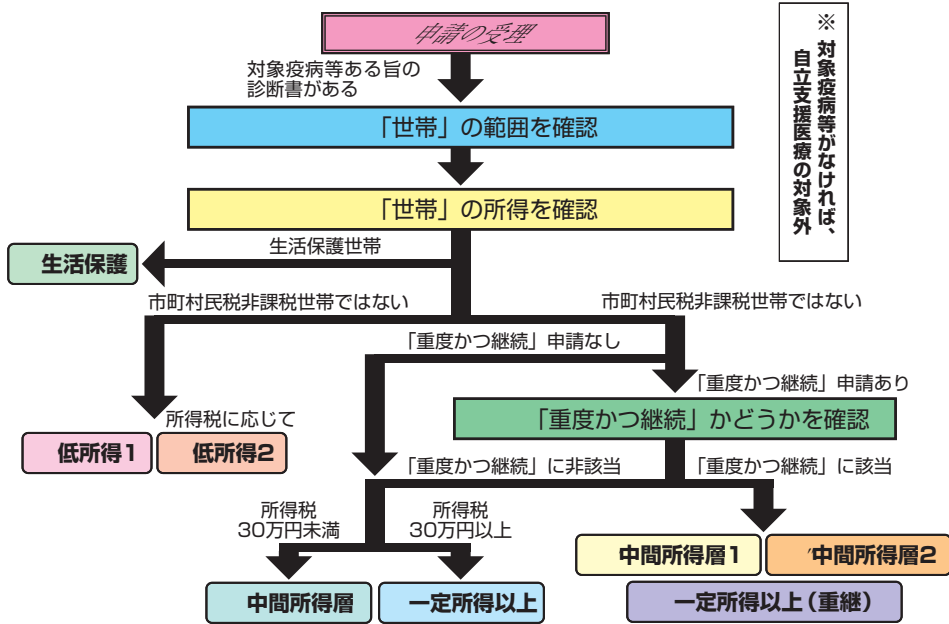 申請の受理
対象疫病等ある旨の
診断書がある
「世帯」の範囲を確認
「世帯」の所得を確認
※対象疫病等がなければ、
自立支援医療の対象外
生活保護世帯
生活保護
市町村民税非課税世帯ではない
市町村民税非課税世帯ではない
「重度かつ継続」申請なし
「重度かつ継続」申請あり
所得税に応じて
「重度かつ継続」かどうかを確認
低所得1
低所得2
「重度かつ継続」に非該当
「重度かつ継続」に該当
所得税
30万円未満
所得税
30万円以上
中間所得層1
中間所得層2
中間所得層
一定所得以上
一定所得以上(重継)